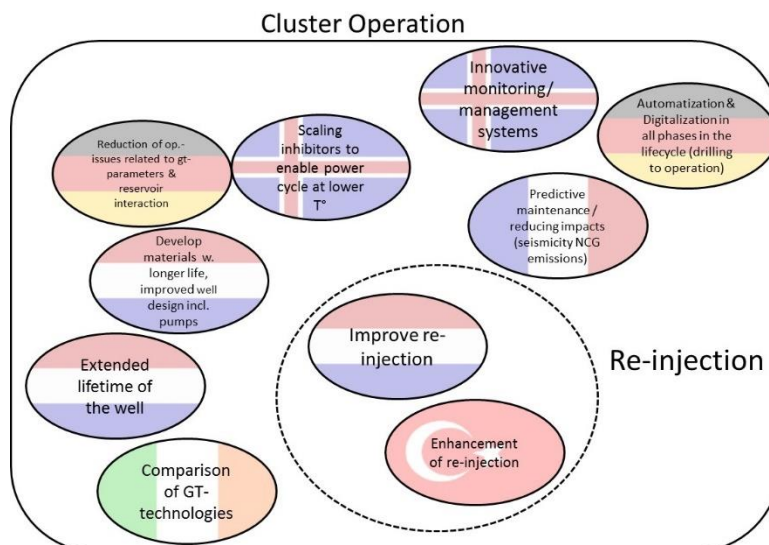 Cluster Operation
Innovative
monitoring/
management
systems
Automatization &
Digitalization in
all phases in the
lifecycle (drilling
to operation)
Reduction of op.-
issues related to gt-
parameters &
reservoir
interaction
Scaling
inhibitors to
enable power
cycle at lower
T°
Predictive
maintenance /
reducing impacts
(seismicity NCG
emissions)
Develop
materials w.
longer life,
improved well
design incl.
pumps
Improve re-
injection
Re-injection
Extended
lifetime of
the well
Enhancement
of re-injection
Comparison
of GT-
technologies